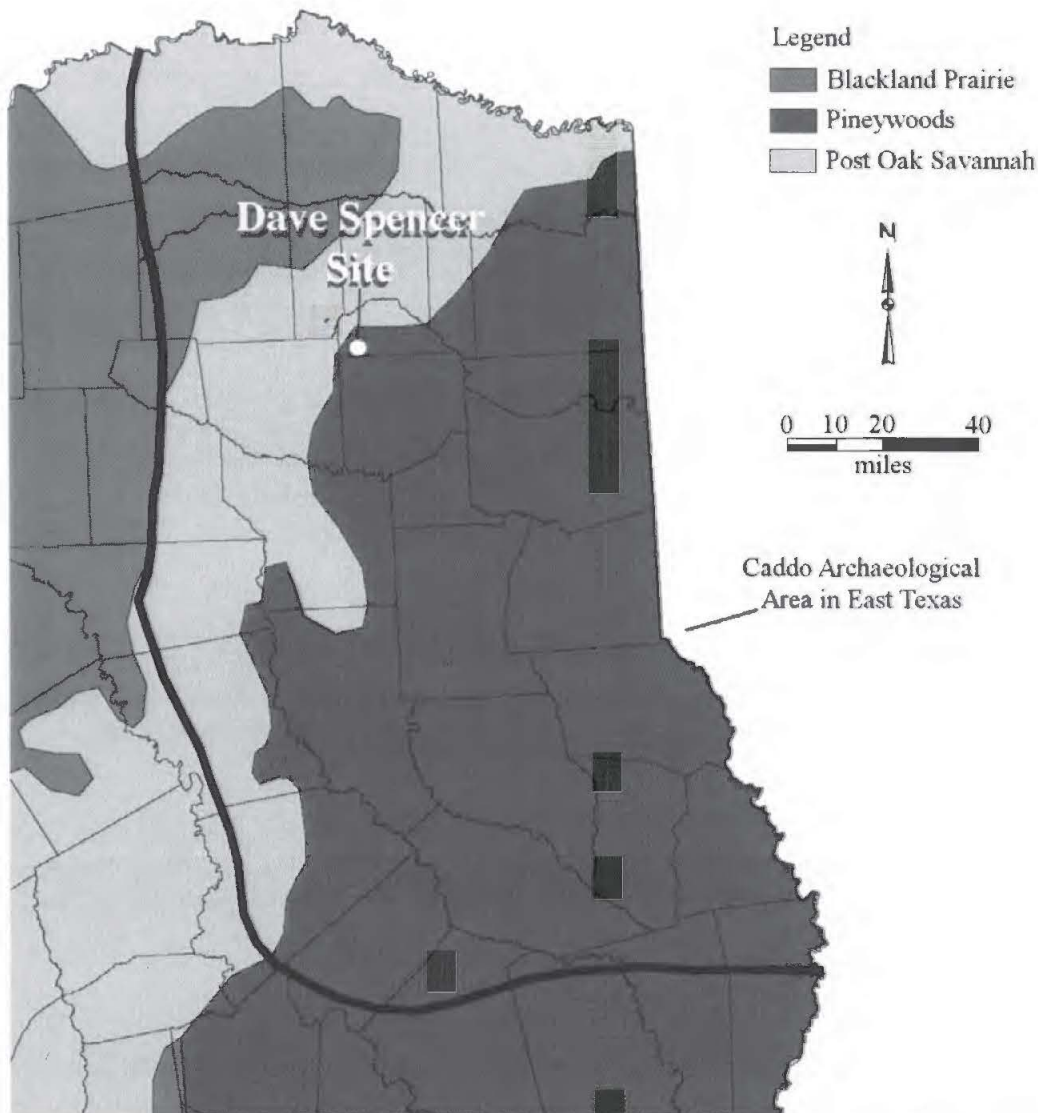 Legend
Blackland Prairie
Pineywoods
Post Oak Savannah
Dave Spencer
Site
N
0 10 20 40
miles
Caddo Archaeological
Area in East Texas